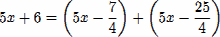 5x + 6 = (5x − 7/4) + (5x − 25/4)